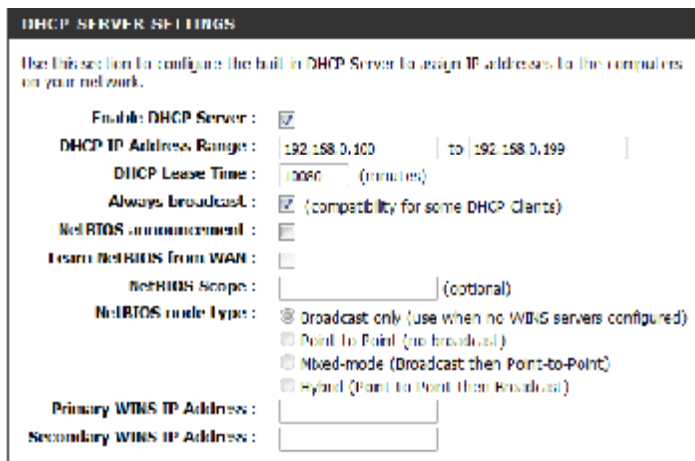 DHCP SERVER SETTINGS
Use this section to configure the built in DHCP Server to assign IP addresses to the computers
on your network.
Enable DHCP Server :
DHCP IP Address Range : 192.168.0.100 to 192.168.0.199
DHCP Lease Time : 10080 (minutes)
Always broadcast : (compatibility for some DHCP Clients)
NetBIOS announcement :
Learn NetBIOS from WAN :
NetBIOS Scope : (optional)
NetBIOS node type : Broadcast only (use when no WINS servers configured)
Point-to-Point (no broadcast)
Mixed-mode (Broadcast then Point-to-Point)
Hybrid (Point-to-Point then Broadcast)
Primary WINS IP Address :
Secondary WINS IP Address :